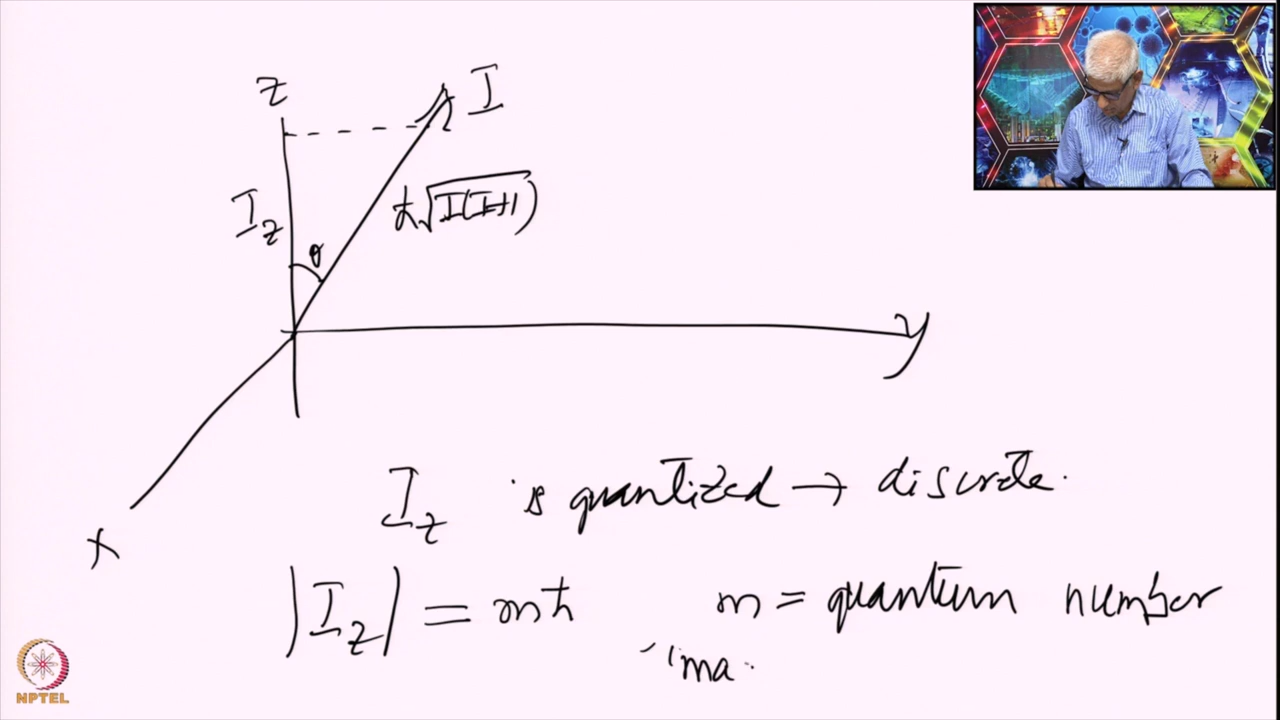 z
I
I_z
θ
ħ√I(I+1)
y
x
I_z is quantized → discrete.
|I_z| = mħ m = quantum number
'ma.
NPTEL